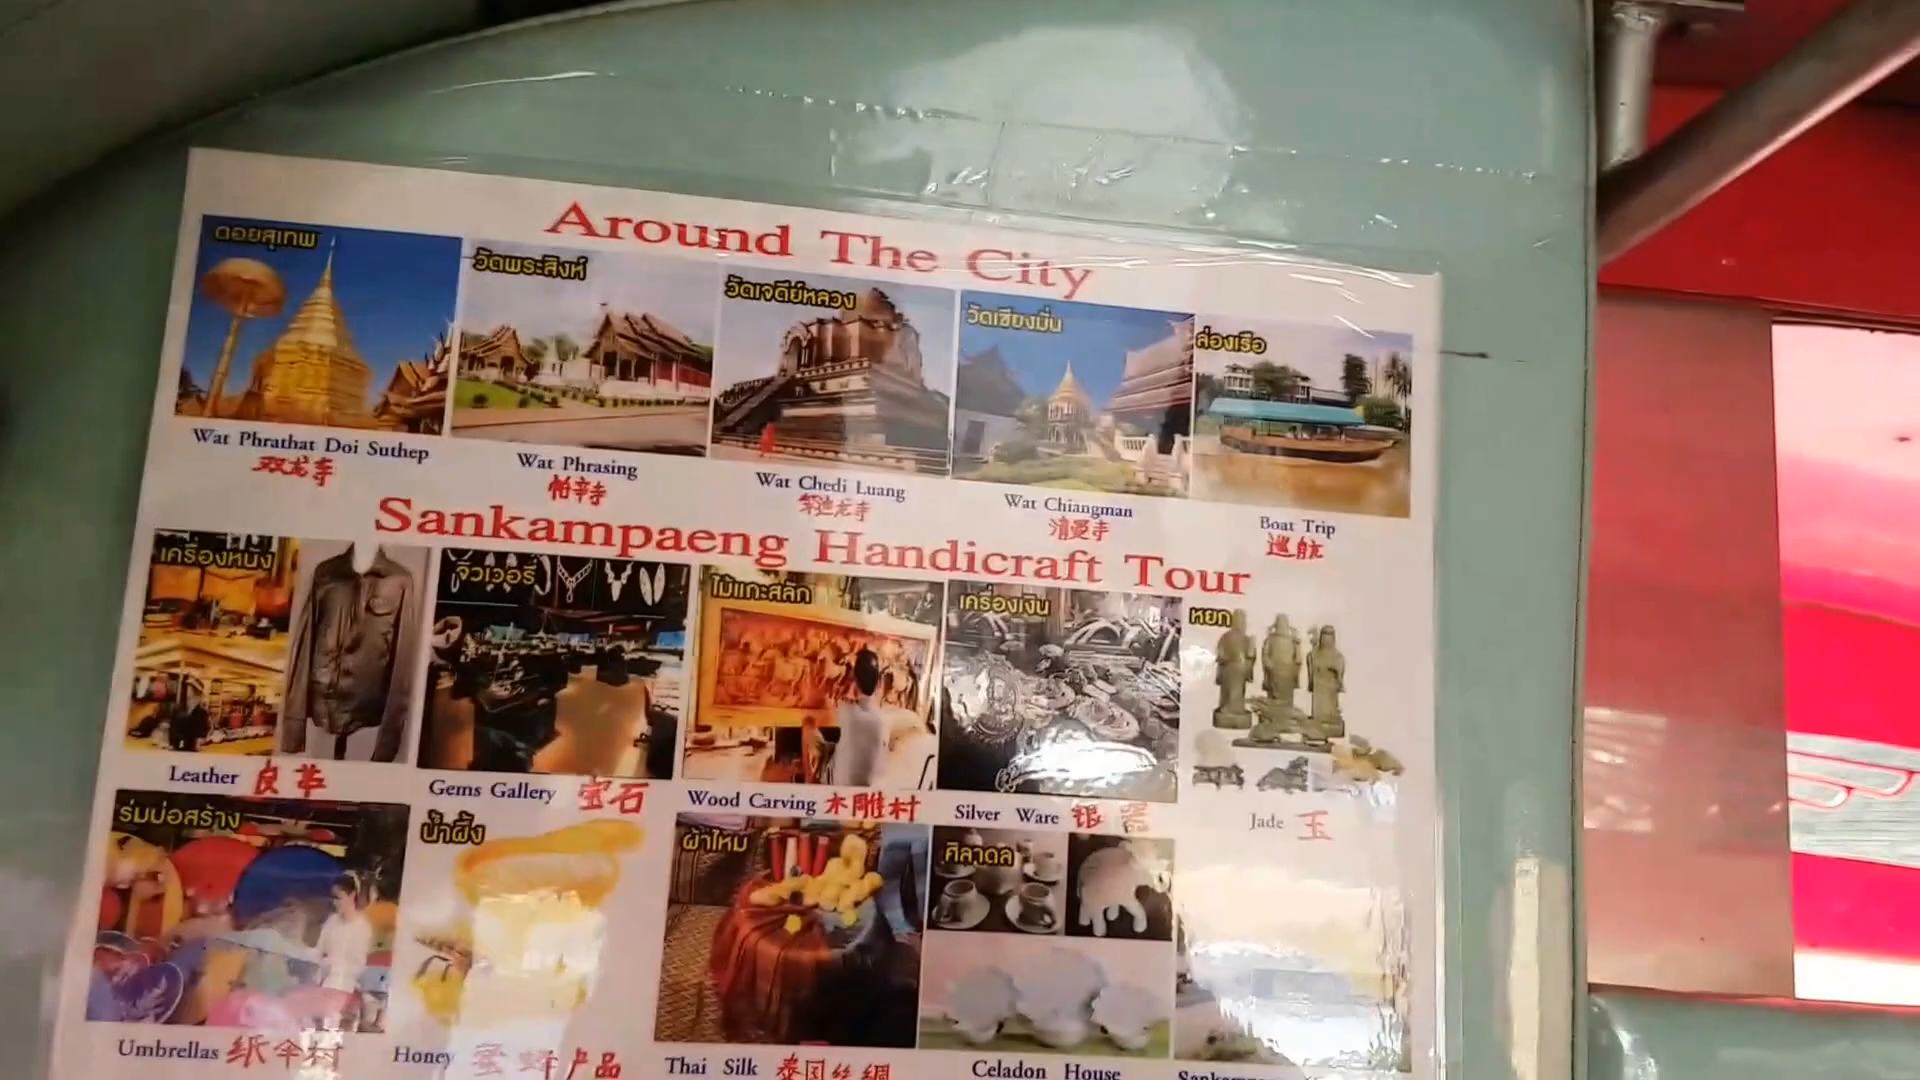 Around The City
ดอยสุเทพ
วัดพระสิงห์
วัดเจดีย์หลวง
วัดเชียงมั่น
ล่องเรือ
Wat Phrathat Doi Suthep
双龙寺
Wat Phrasing
帕辛寺
Wat Chedi Luang
Wat Chiangman
清曼寺
Boat Trip
巡航
Sankampaeng Handicraft Tour
เครื่องหนัง
จิวเวอรี่
ไม้แกะสลัก
เครื่องเงิน
หยก
Leather 皮革
Gems Gallery 宝石
Wood Carving 木雕村
Silver Ware 银器
Jade 玉
ร่มบ่อสร้าง
น้ำผึ้ง
ผ้าไหม
ศิลาดล
Umbrellas 纸伞村
Honey 蜜蜂产品
Thai Silk 泰国丝绸
Celadon House